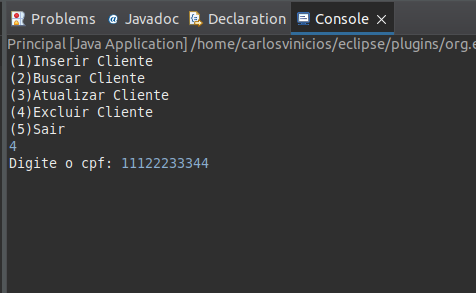 Problems @ Javadoc Declaration Console
Principal [Java Application] /home/carlosvinicios/eclipse/plugins/org.e
(1)Inserir Cliente
(2)Buscar Cliente
(3)Atualizar Cliente
(4)Excluir Cliente
(5)Sair
4
Digite o cpf: 11122233344